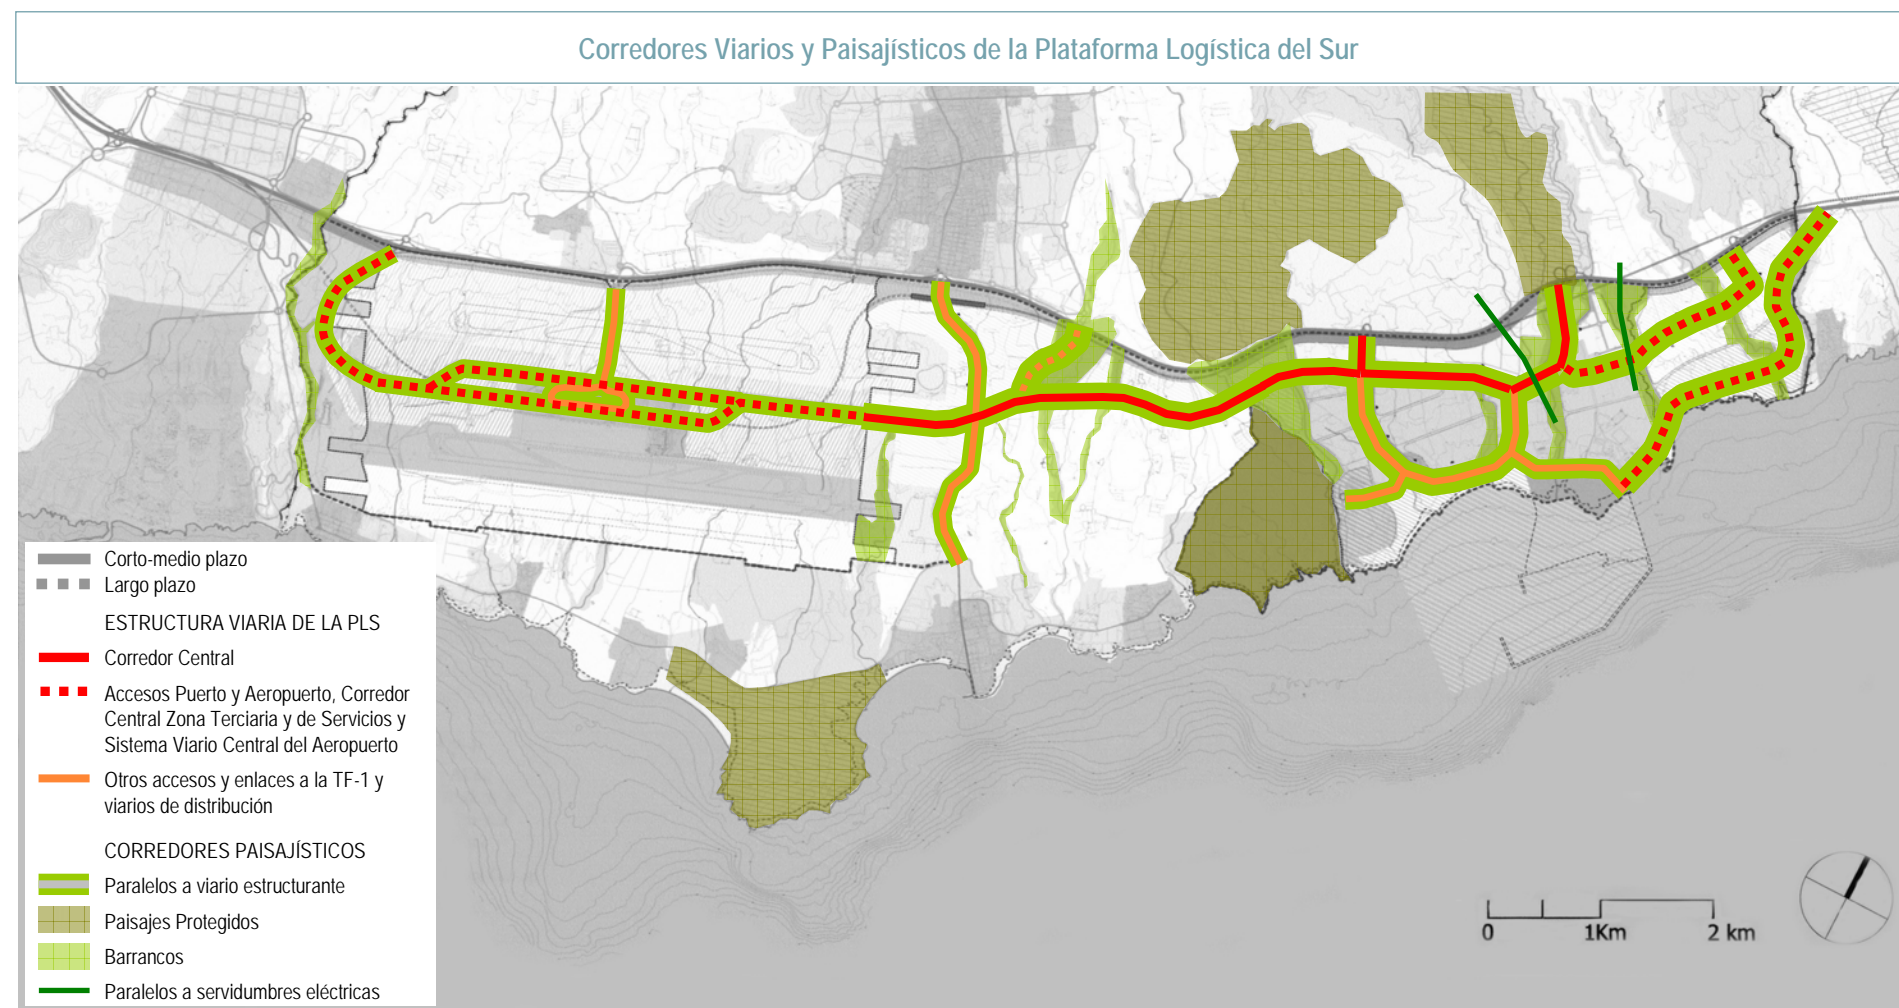 Corredores Viarios y Paisajísticos de la Plataforma Logística del Sur
Corto-medio plazo
Largo plazo
ESTRUCTURA VIARIA DE LA PLS
Corredor Central
Accesos Puerto y Aeropuerto, Corredor
Central Zona Terciaria y de Servicios y
Sistema Viario Central del Aeropuerto
Otros accesos y enlaces a la TF-1 y
viarios de distribución
CORREDORES PAISAJÍSTICOS
Paralelos a viario estructurante
Paisajes Protegidos
Barrancos
Paralelos a servidumbres eléctricas
0 1Km 2 km